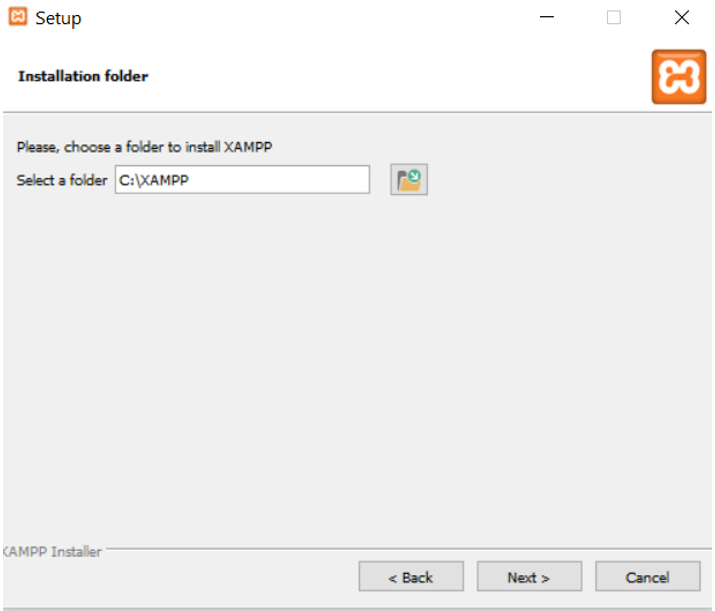 Setup
Installation folder
Please, choose a folder to install XAMPP
Select a folder C:\XAMPP
XAMPP Installer
< Back Next > Cancel